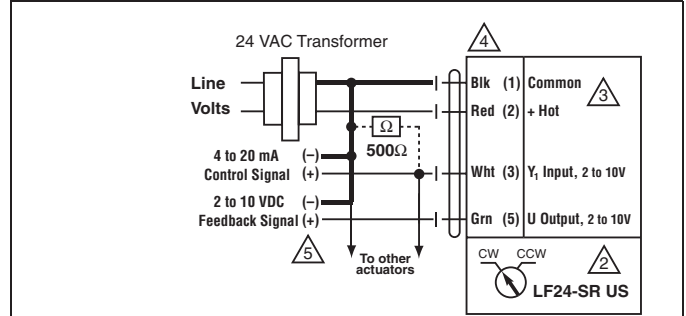 24 VAC Transformer
4
Line
Volts
Blk (1) Common
3
Red (2) + Hot
Ω
500Ω
4 to 20 mA (–)
Control Signal (+)
Wht (3) Y1 Input, 2 to 10V
2 to 10 VDC (–)
Feedback Signal (+)
Grn (5) U Output, 2 to 10V
5
To other
actuators
CW CCW
2
LF24-SR US